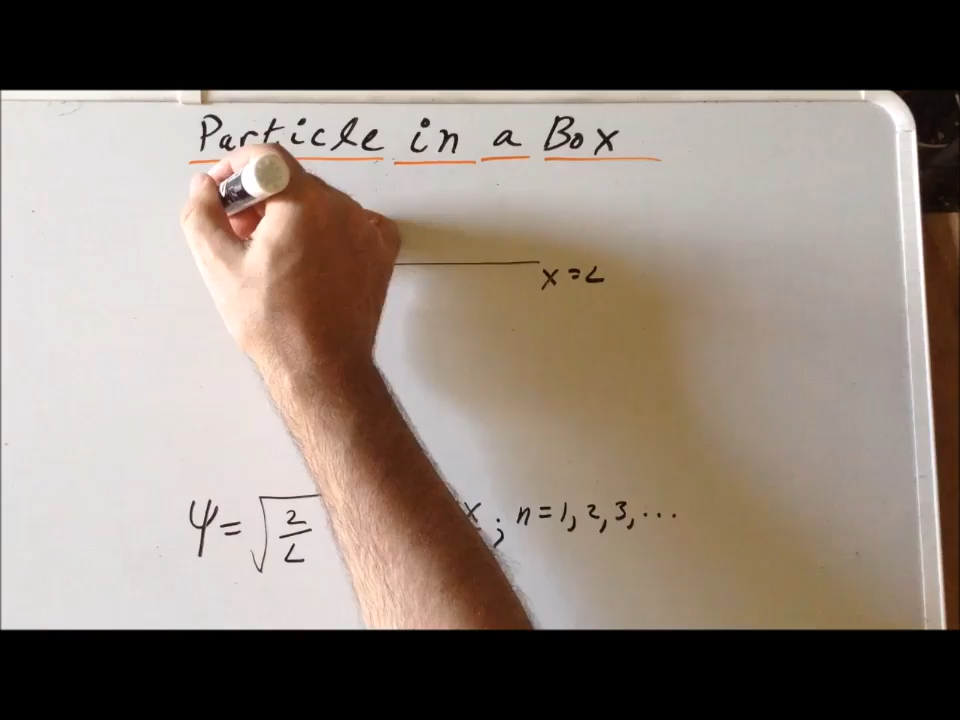 Particle in a Box
x = L
ψ = √(2/L) x ; n = 1, 2, 3, ...